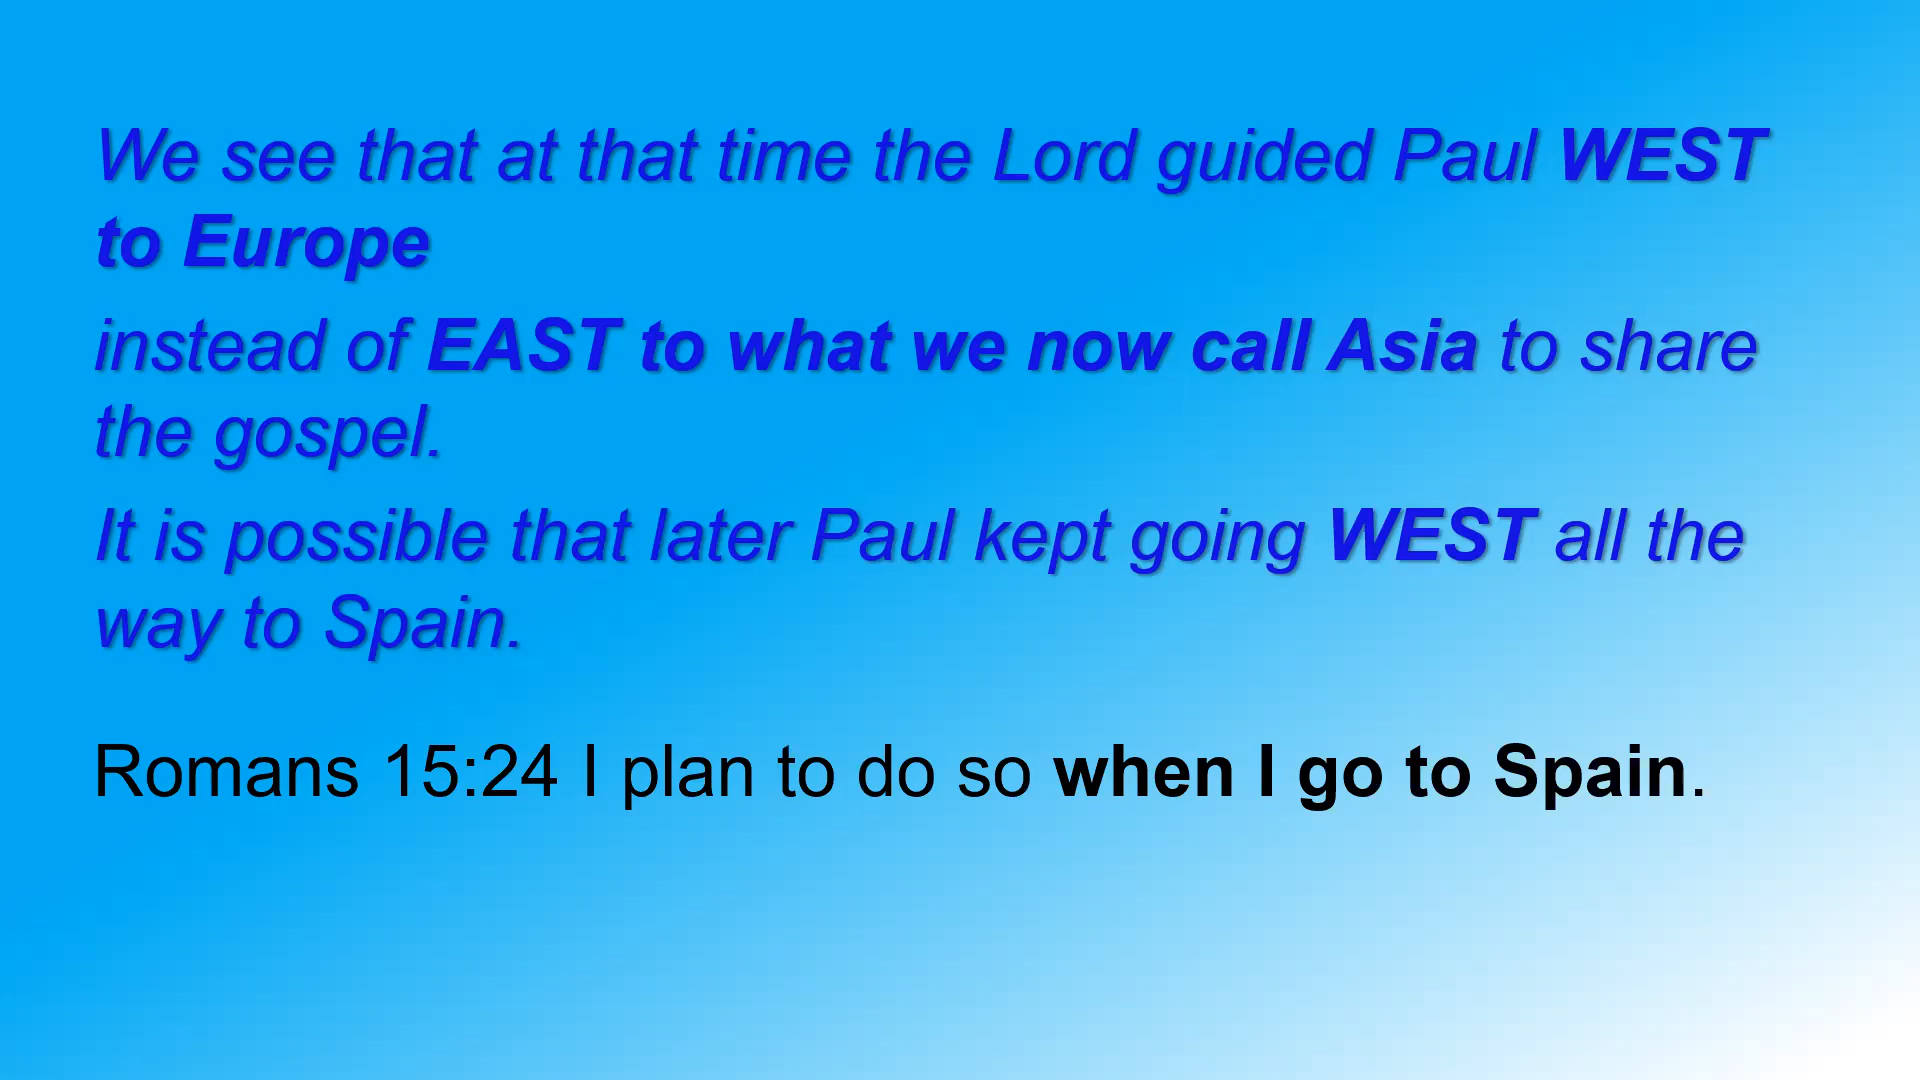 We see that at that time the Lord guided Paul WEST
to Europe
instead of EAST to what we now call Asia to share
the gospel.
It is possible that later Paul kept going WEST all the
way to Spain.
Romans 15:24 I plan to do so when I go to Spain.